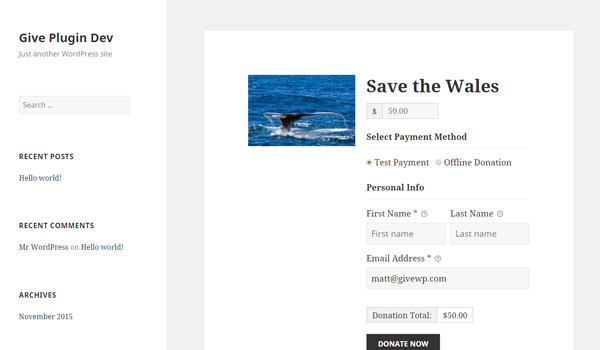 Give Plugin Dev
Just another WordPress site
Search ...
RECENT POSTS
Hello world!
RECENT COMMENTS
Mr WordPress on Hello world!
ARCHIVES
November 2015
Save the Wales
$ 50.00
Select Payment Method
Test Payment Offline Donation
Personal Info
First Name * ? Last Name ?
First name Last name
Email Address * ?
matt@givewp.com
Donation Total: $50.00
DONATE NOW